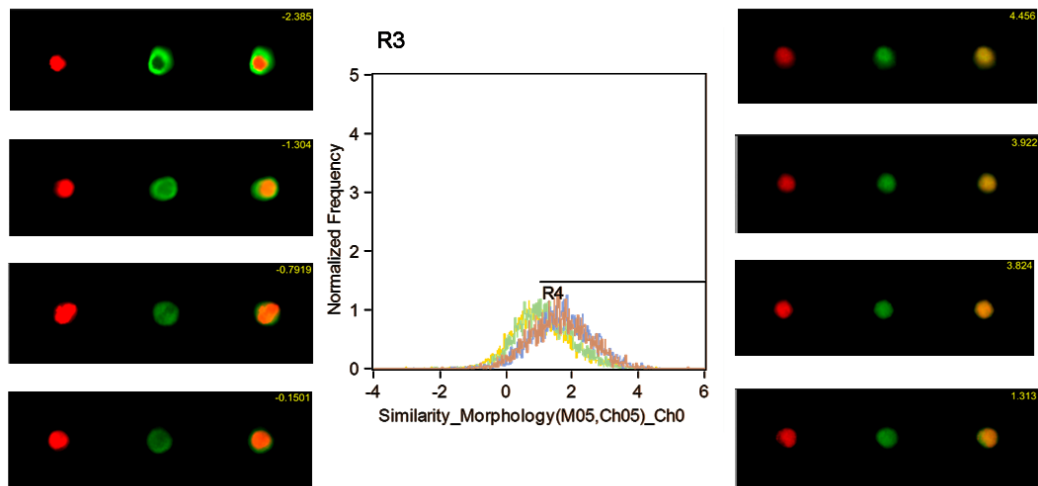 -2.385
-1.304
-0.7919
-0.1501
R3
5
4
3
2
1
0
Normalized Frequency
R4
-4 -2 0 2 4 6
Similarity_Morphology(M05,Ch05)_Ch0
4.456
3.922
3.824
1.313